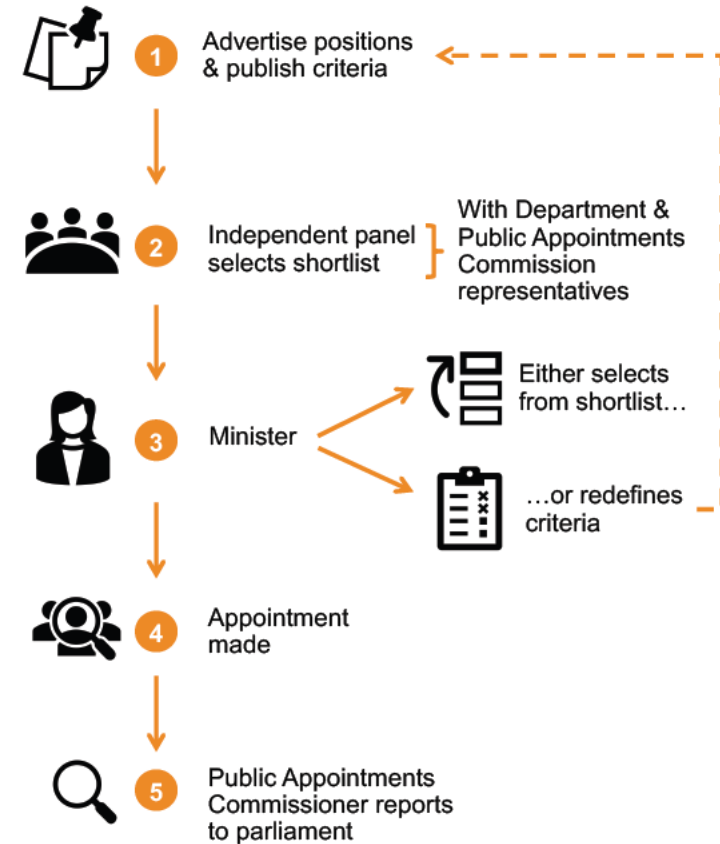 1
Advertise positions
& publish criteria
2
Independent panel
selects shortlist
With Department &
Public Appointments
Commission
representatives
3
Minister
Either selects
from shortlist…
…or redefines
criteria
4
Appointment
made
5
Public Appointments
Commissioner reports
to parliament